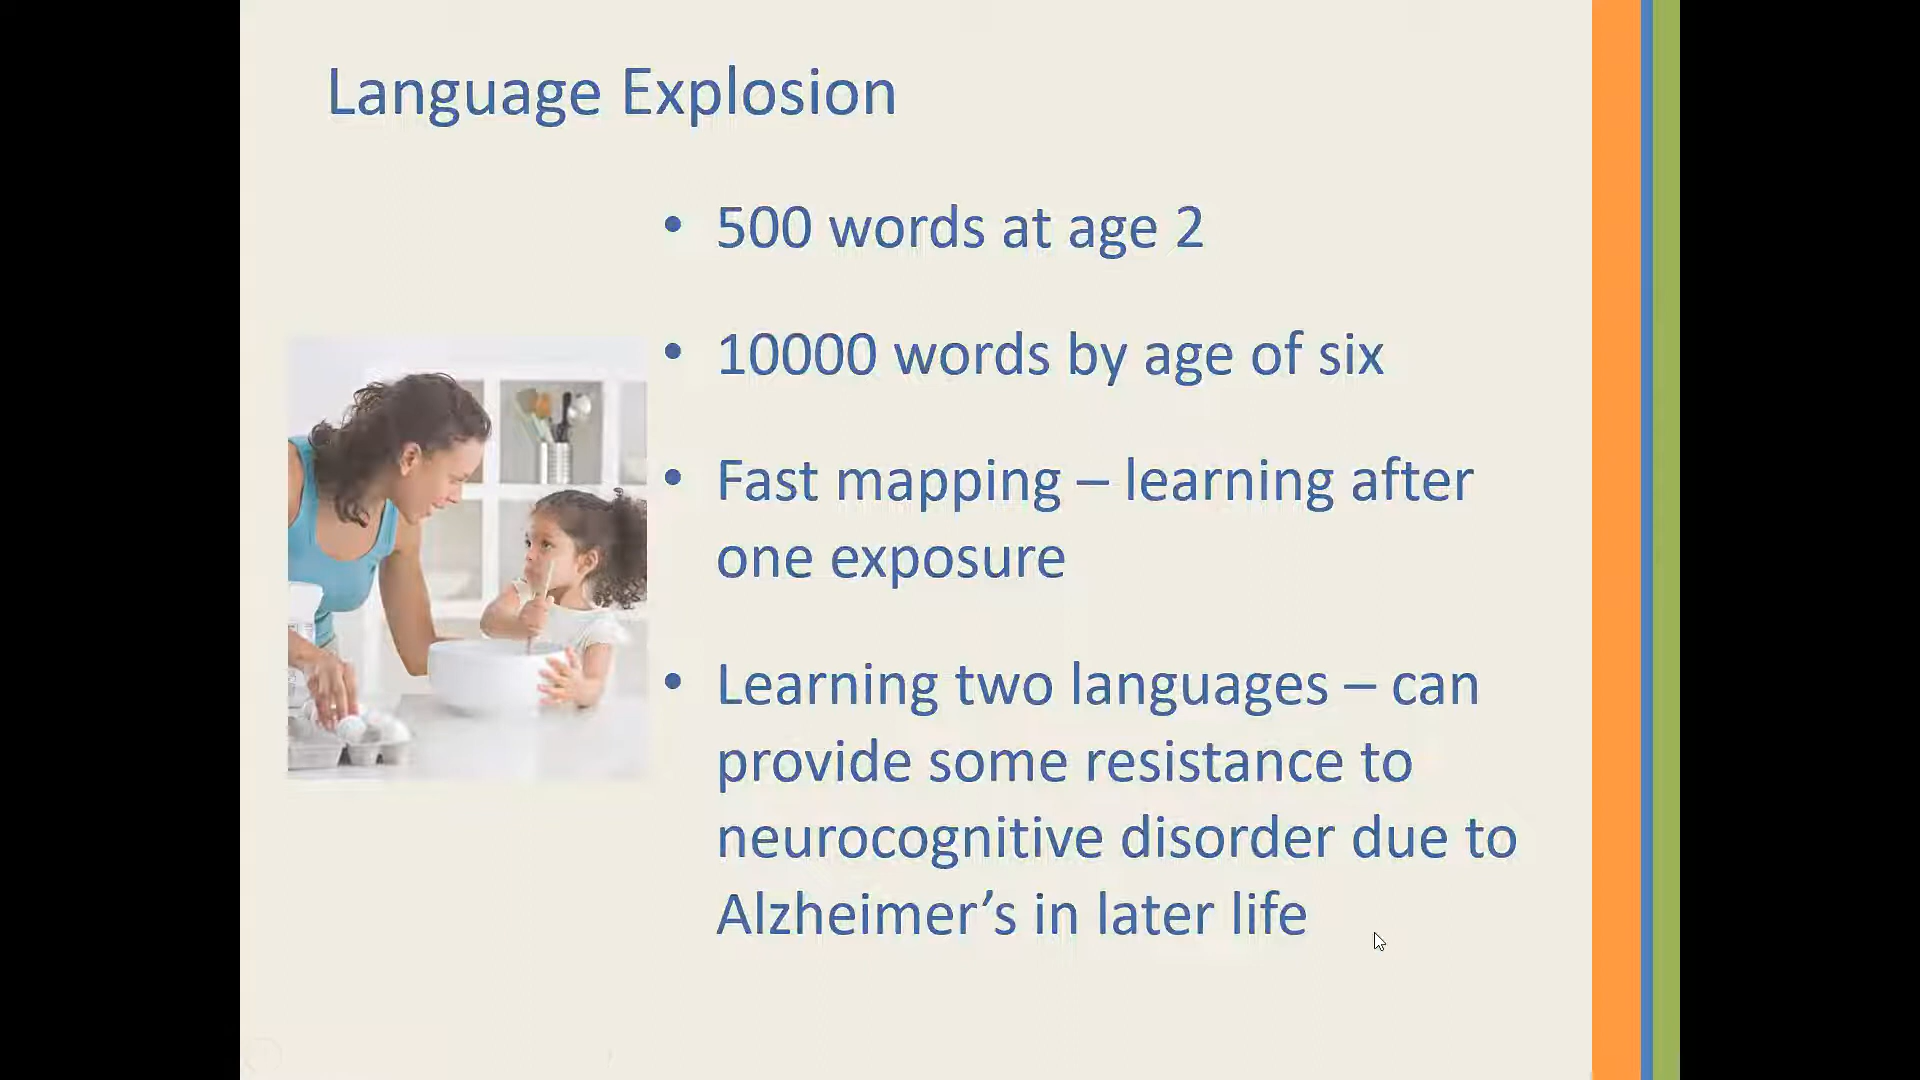 Language Explosion
• 500 words at age 2
• 10000 words by age of six
• Fast mapping – learning after
one exposure
• Learning two languages – can
provide some resistance to
neurocognitive disorder due to
Alzheimer’s in later life